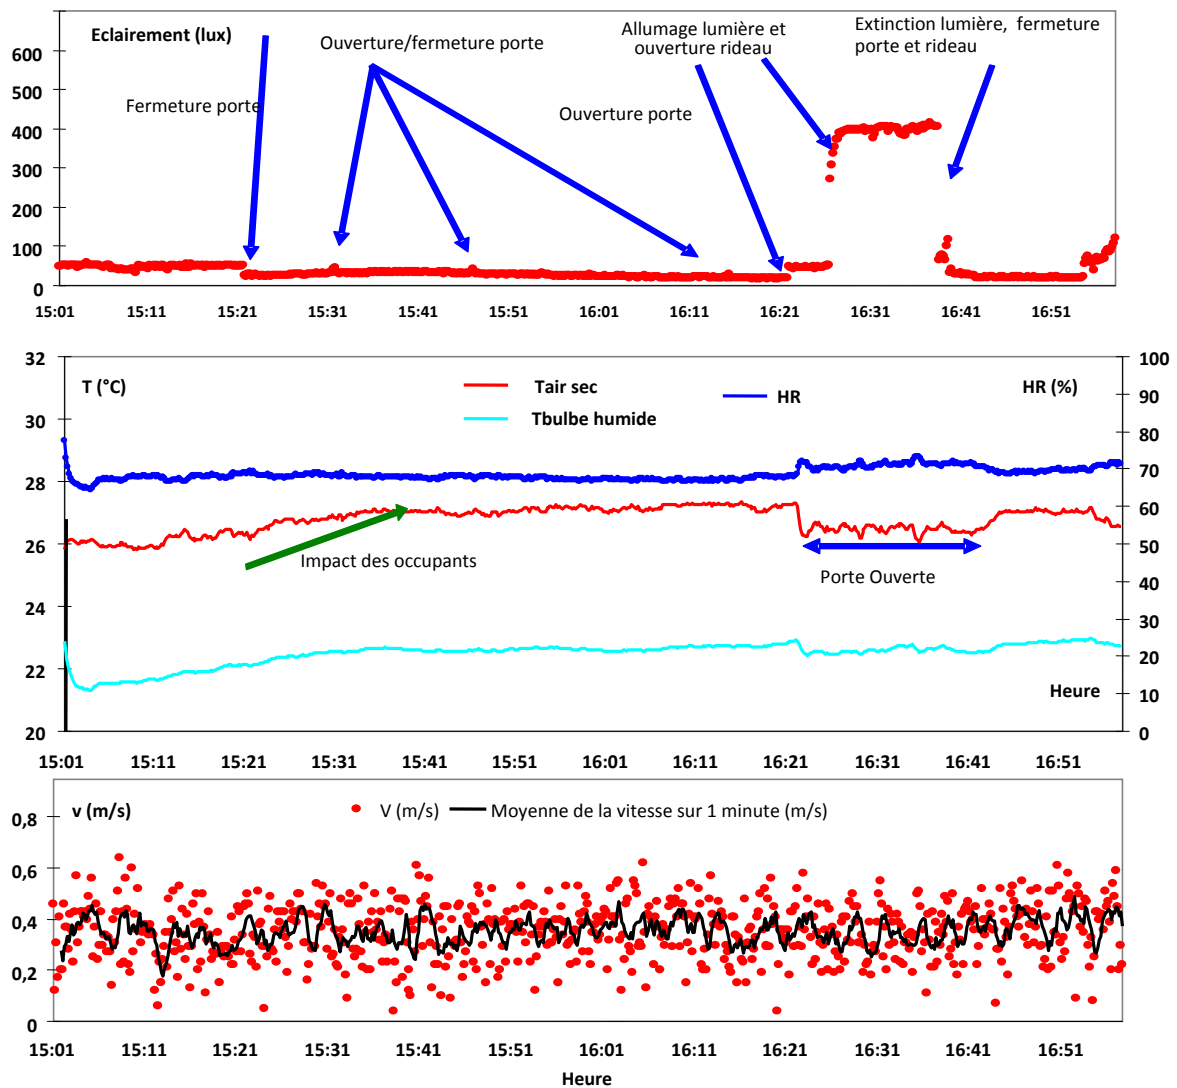 Eclairement (lux)
Ouverture/fermeture porte
Allumage lumière et
ouverture rideau
Extinction lumière, fermeture
porte et rideau
Fermeture porte
Ouverture porte
600
500
400
300
200
100
0
15:01 15:11 15:21 15:31 15:41 15:51 16:01 16:11 16:21 16:31 16:41 16:51
T (°C)
Tair sec
HR
HR (%)
Tbulbe humide
32
30
28
26
24
22
20
100
90
80
70
60
50
40
30
20
10
0
Impact des occupants
Porte Ouverte
Heure
15:01 15:11 15:21 15:31 15:41 15:51 16:01 16:11 16:21 16:31 16:41 16:51
v (m/s)
V (m/s)
Moyenne de la vitesse sur 1 minute (m/s)
0,8
0,6
0,4
0,2
0
15:01 15:11 15:21 15:31 15:41 15:51 16:01 16:11 16:21 16:31 16:41 16:51
Heure